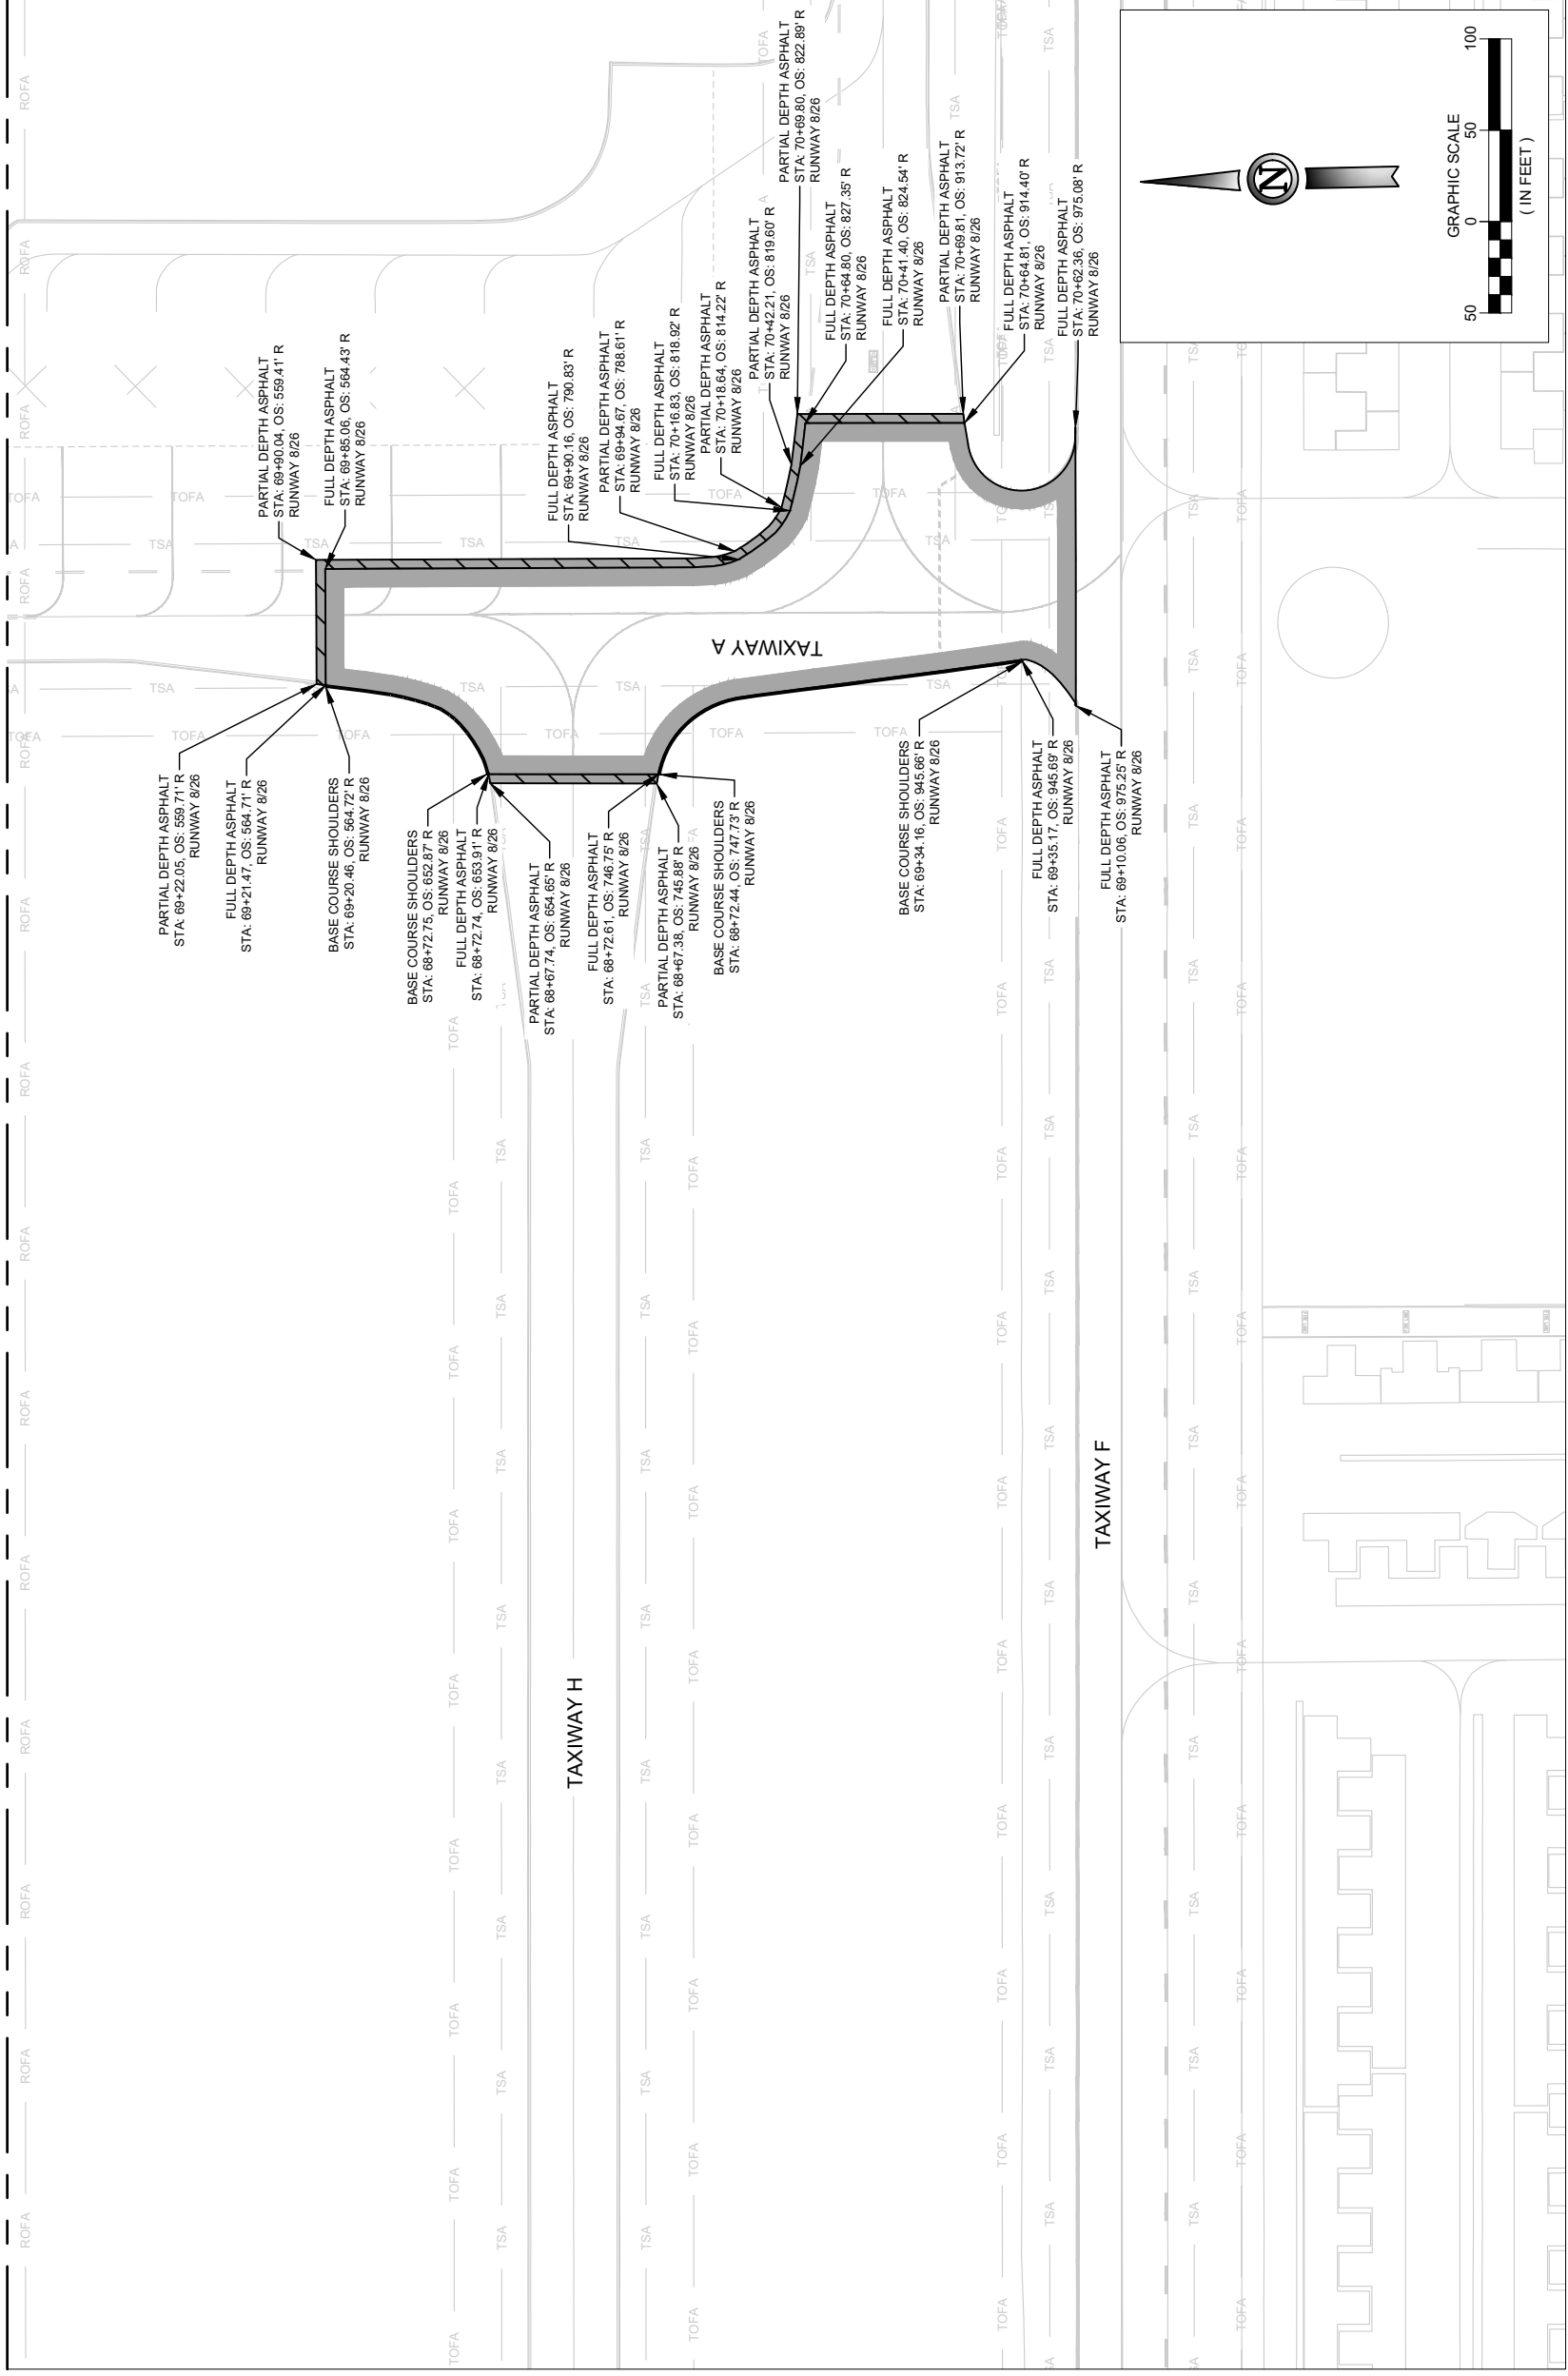 PARTIAL DEPTH ASPHALT
STA: 69+22.05, OS: 559.71' R
RUNWAY 8/26
FULL DEPTH ASPHALT
STA: 69+21.47, OS: 564.71' R
RUNWAY 8/26
BASE COURSE SHOULDERS
STA: 69+20.46, OS: 564.72' R
RUNWAY 8/26
BASE COURSE SHOULDERS
STA: 68+72.75, OS: 652.87' R
RUNWAY 8/26
FULL DEPTH ASPHALT
STA: 68+72.74, OS: 653.91' R
RUNWAY 8/26
PARTIAL DEPTH ASPHALT
STA: 68+67.74, OS: 654.65' R
RUNWAY 8/26
FULL DEPTH ASPHALT
STA: 68+72.61, OS: 746.75' R
RUNWAY 8/26
PARTIAL DEPTH ASPHALT
STA: 68+67.38, OS: 745.88' R
RUNWAY 8/26
BASE COURSE SHOULDERS
STA: 68+72.44, OS: 747.73' R
RUNWAY 8/26
BASE COURSE SHOULDERS
STA: 69+34.16, OS: 945.66' R
RUNWAY 8/26
FULL DEPTH ASPHALT
STA: 69+35.17, OS: 945.69' R
RUNWAY 8/26
FULL DEPTH ASPHALT
STA: 69+10.06, OS: 975.25' R
RUNWAY 8/26
PARTIAL DEPTH ASPHALT
STA: 69+90.04, OS: 559.41' R
RUNWAY 8/26
FULL DEPTH ASPHALT
STA: 69+85.06, OS: 564.43' R
RUNWAY 8/26
FULL DEPTH ASPHALT
STA: 69+90.16, OS: 790.83' R
RUNWAY 8/26
PARTIAL DEPTH ASPHALT
STA: 69+94.67, OS: 788.61' R
RUNWAY 8/26
FULL DEPTH ASPHALT
STA: 70+16.83, OS: 818.92' R
RUNWAY 8/26
PARTIAL DEPTH ASPHALT
STA: 70+18.64, OS: 814.22' R
RUNWAY 8/26
PARTIAL DEPTH ASPHALT
STA: 70+42.21, OS: 819.60' R
RUNWAY 8/26
PARTIAL DEPTH ASPHALT
STA: 70+69.80, OS: 822.89' R
RUNWAY 8/26
FULL DEPTH ASPHALT
STA: 70+64.80, OS: 827.35' R
RUNWAY 8/26
FULL DEPTH ASPHALT
STA: 70+41.40, OS: 824.54' R
RUNWAY 8/26
PARTIAL DEPTH ASPHALT
STA: 70+69.81, OS: 913.72' R
RUNWAY 8/26
FULL DEPTH ASPHALT
STA: 70+64.81, OS: 914.40' R
RUNWAY 8/26
FULL DEPTH ASPHALT
STA: 70+62.36, OS: 975.08' R
RUNWAY 8/26
TAXIWAY A
TAXIWAY H
TAXIWAY F
ROFA
TOFA
TSA
N
GRAPHIC SCALE
50 0 50 100
( IN FEET )